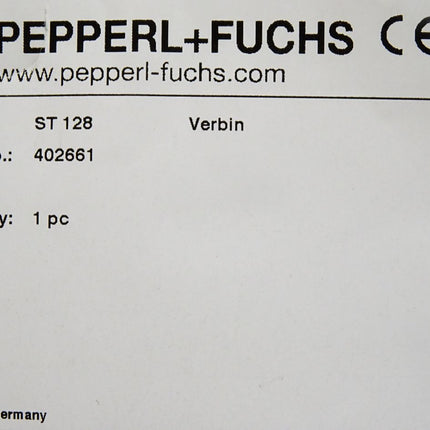 PEPPERL+FUCHS CE
www.pepperl-fuchs.com
ST 128 Verbin
o.: 402661
y: 1 pc
ermany